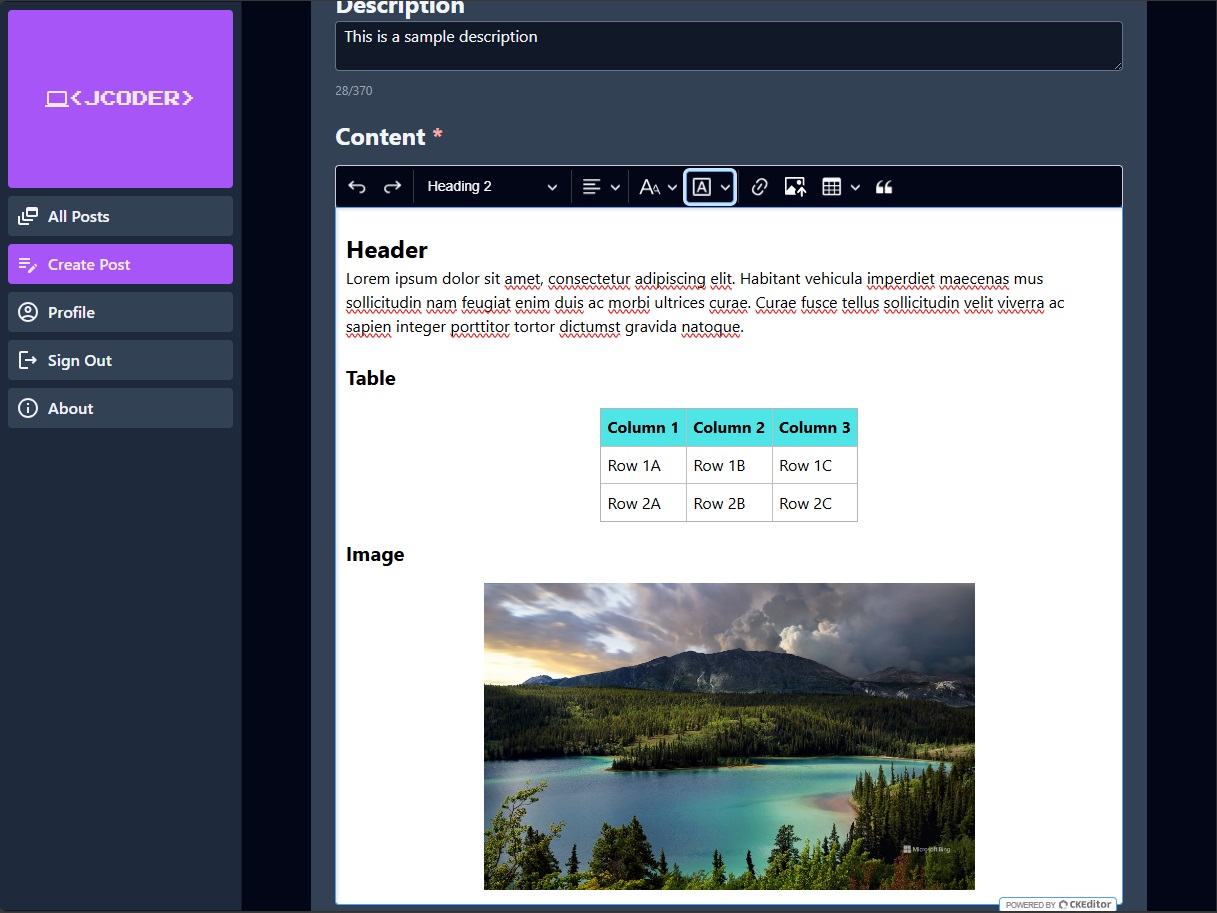 <JCODER>
All Posts
Create Post
Profile
Sign Out
About
Description
This is a sample description
28/370
Content *
Heading 2
Header
Lorem ipsum dolor sit amet, consectetur adipiscing elit. Habitant vehicula imperdiet maecenas mus
sollicitudin nam feugiat enim duis ac morbi ultrices curae. Curae fusce tellus sollicitudin velit viverra ac
sapien integer porttitor tortor dictumst gravida natoque.
Table
Column 1 Column 2 Column 3
Row 1A Row 1B Row 1C
Row 2A Row 2B Row 2C
Image
Microsoft Bing
POWERED BY CKEditor